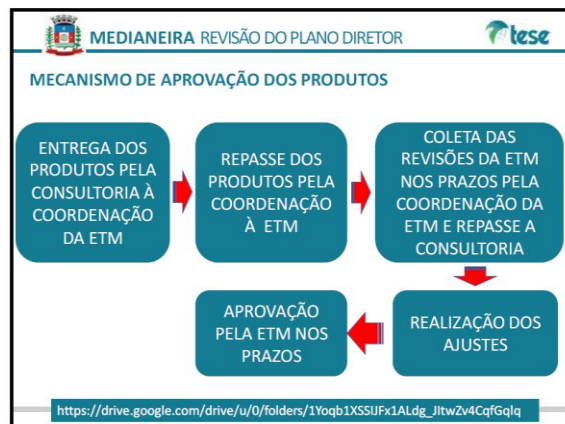 MEDIANEIRA REVISÃO DO PLANO DIRETOR
tese
MECANISMO DE APROVAÇÃO DOS PRODUTOS
ENTREGA DOS
PRODUTOS PELA
CONSULTORIA À
COORDENAÇÃO
DA ETM
REPASSE DOS
PRODUTOS PELA
COORDENAÇÃO
À ETM
COLETA DAS
REVISÕES DA ETM
NOS PRAZOS PELA
COORDENAÇÃO DA
ETM E REPASSE A
CONSULTORIA
REALIZAÇÃO DOS
AJUSTES
APROVAÇÃO
PELA ETM NOS
PRAZOS
https://drive.google.com/drive/u/0/folders/1Yoqb1XSSIJFx1ALdg_JItwZv4CqfGqlq